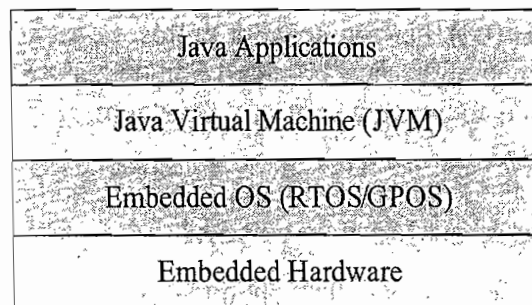 Java Applications
Java Virtual Machine (JVM)
Embedded OS (RTOS/GPOS)
Embedded Hardware